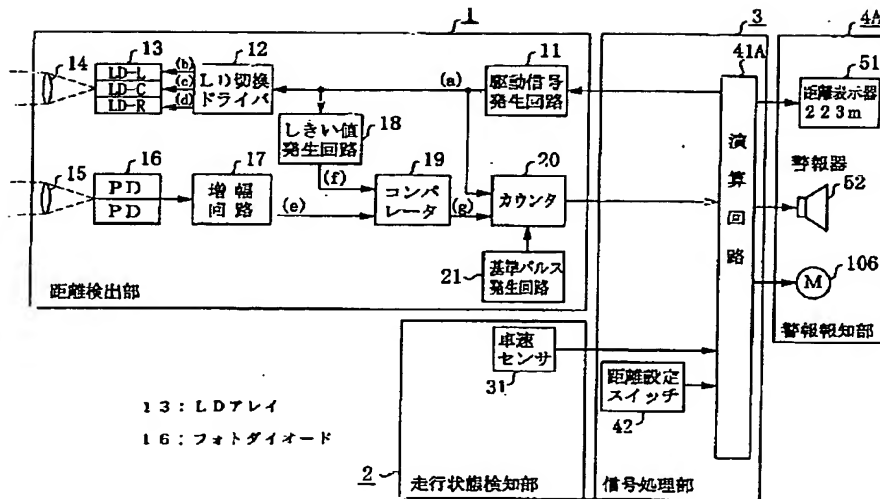 1
3
4A
14
13
12
11
41A
51
LD-L
LD-C
LD-R
(b)
(c)
(d)
LD切換
ドライバ
(a)
駆動信号
発生回路
距離表示器
223m
しきい値
発生回路
18
15
16
17
(f)
19
20
演算回路
警報器
52
PD
PD
増幅
回路
(e)
コンパ
レータ
(g)
カウンタ
106
M
21
基準パルス
発生回路
距離検出部
警報報知部
車速
センサ
31
距離設定
スイッチ
42
13:LDアレイ
16:フォトダイオード
2
走行状態検知部
信号処理部